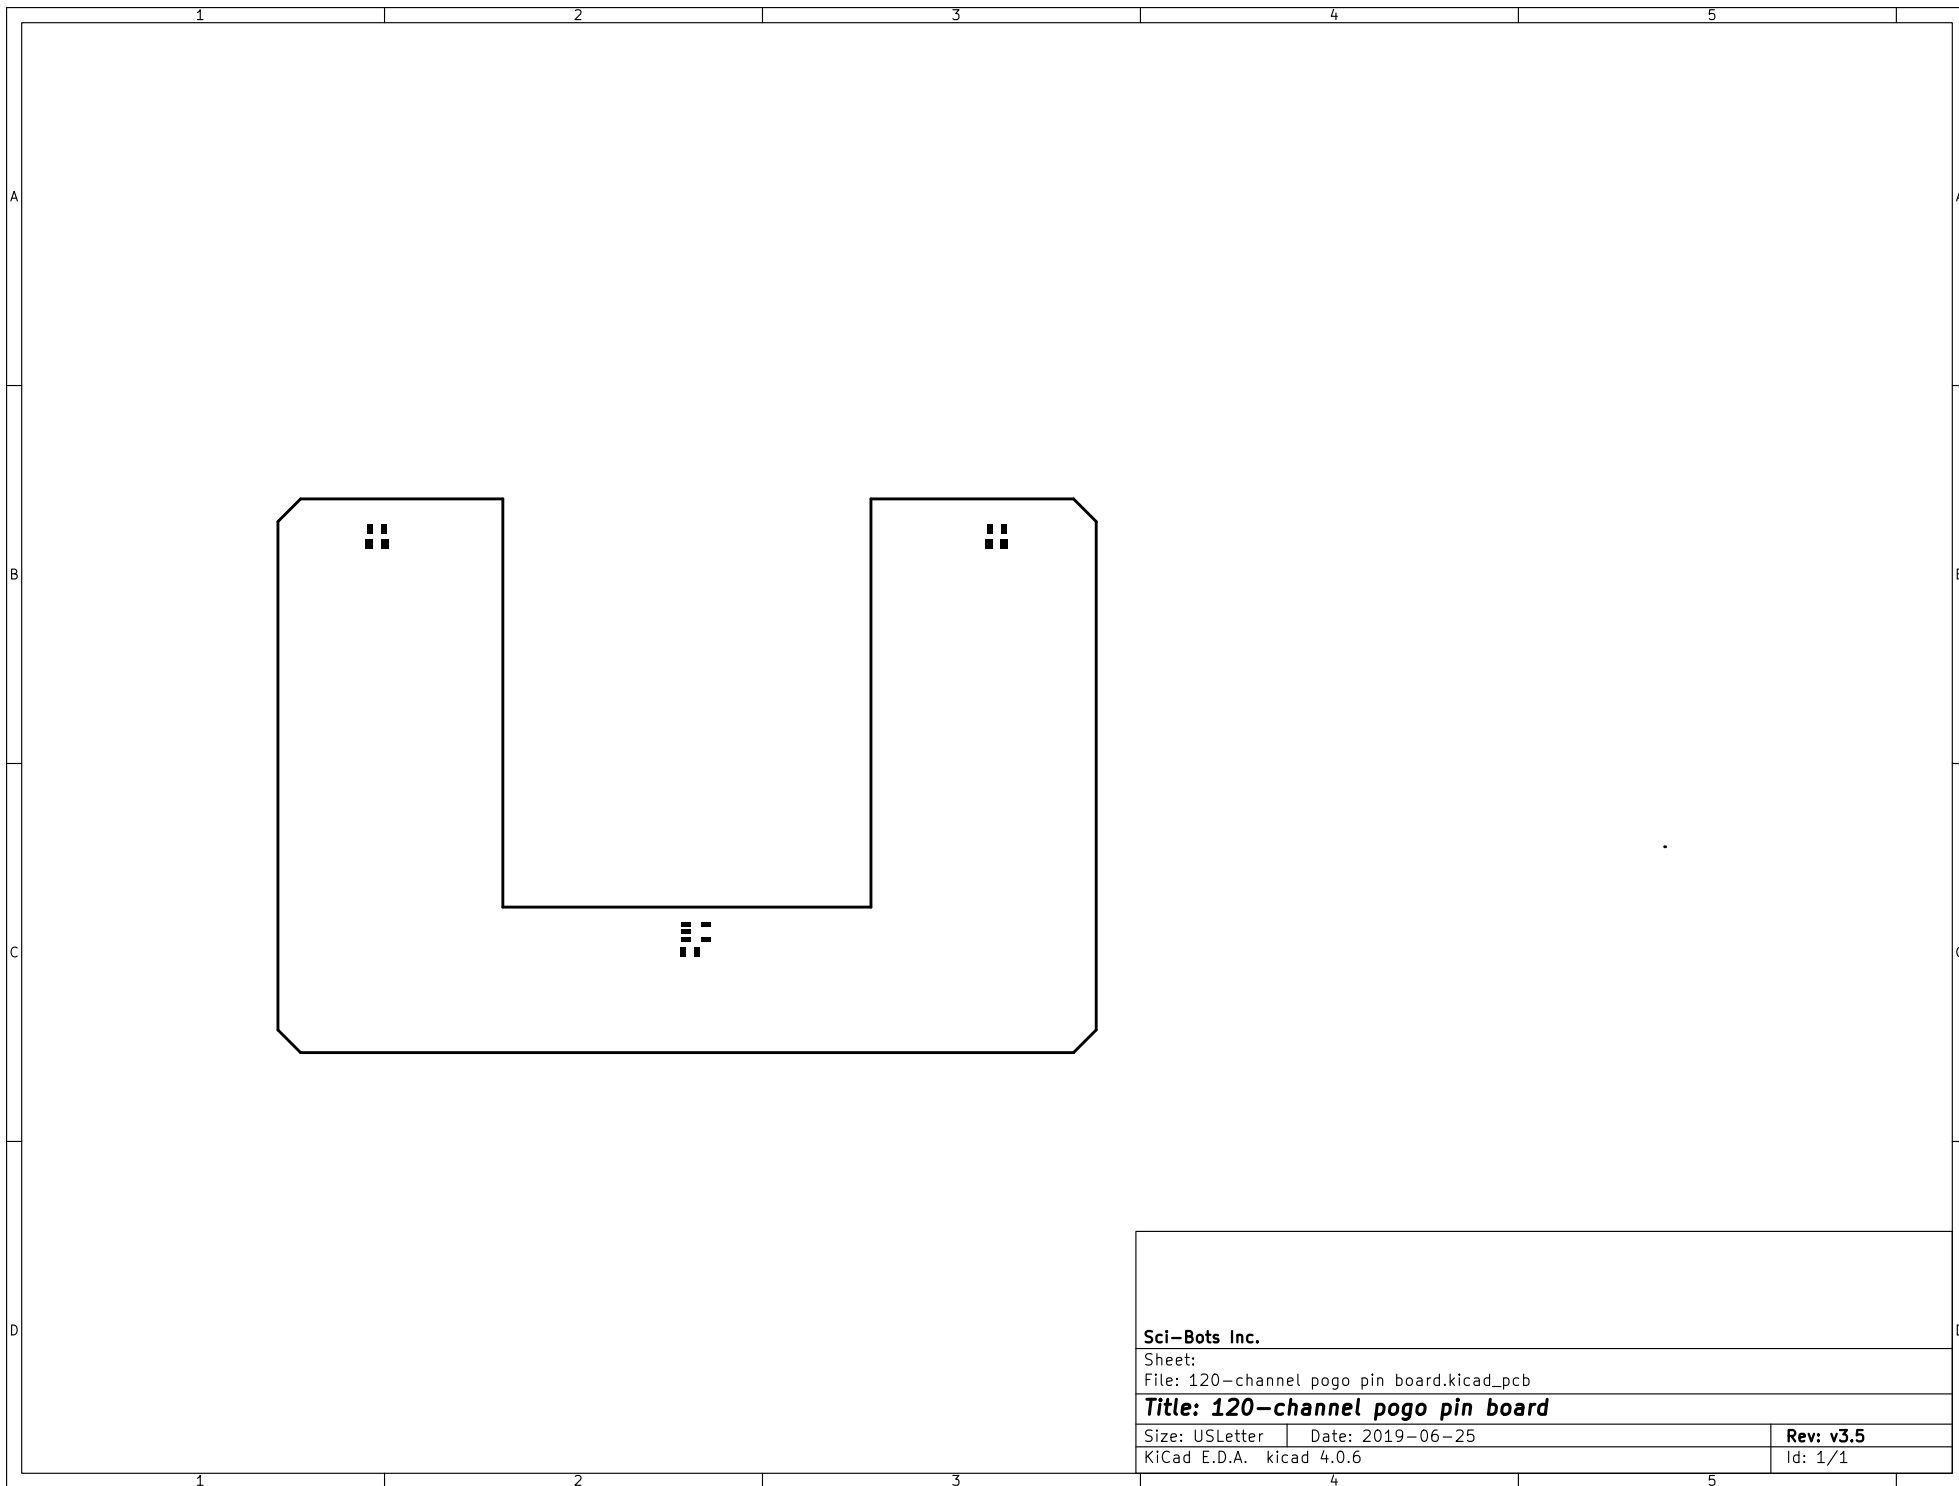 1 2 3 4 5
A A
B B
C C
D D
Sci-Bots Inc.
Sheet:
File: 120-channel pogo pin board.kicad_pcb
Title: 120-channel pogo pin board
Size: USLetter Date: 2019-06-25 Rev: v3.5
KiCad E.D.A. kicad 4.0.6 Id: 1/1
1 2 3 4 5